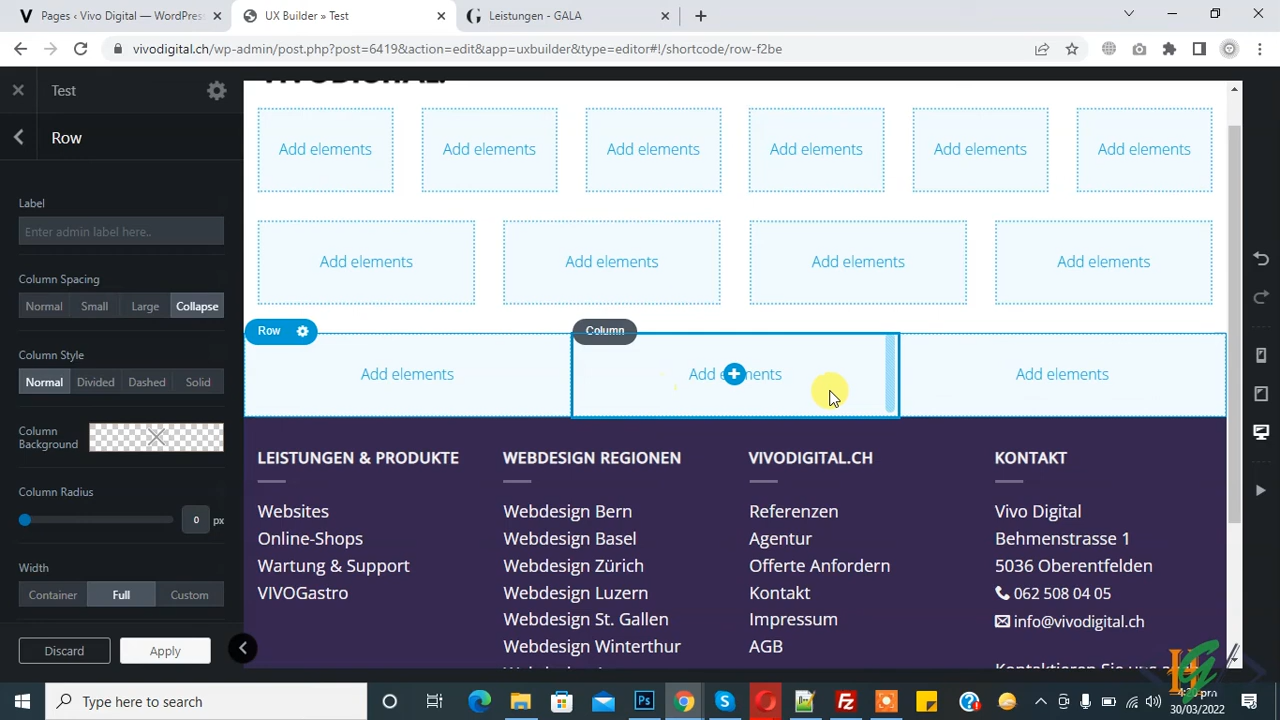 Pages ‹ Vivo Digital — WordPres
UX Builder » Test
Leistungen - GALA
vivodigital.ch/wp-admin/post.php?post=6419&action=edit&app=uxbuilder&type=editor#!/shortcode/row-f2be
Test
Row
Label
Enter admin label here..
Column Spacing
Normal Small Large Collapse
Column Style
Normal Divided Dashed Solid
Column
Background
Column Radius
0 px
Width
Container Full Custom
Discard Apply
VIVODIGITAL.
Add elements Add elements Add elements Add elements Add elements Add elements
Add elements Add elements Add elements Add elements
Row Column
Add elements Add elements Add elements
LEISTUNGEN & PRODUKTE
Websites
Online-Shops
Wartung & Support
VIVOGastro
WEBDESIGN REGIONEN
Webdesign Bern
Webdesign Basel
Webdesign Zürich
Webdesign Luzern
Webdesign St. Gallen
Webdesign Winterthur
VIVODIGITAL.CH
Referenzen
Agentur
Offerte Anfordern
Kontakt
Impressum
AGB
KONTAKT
Vivo Digital
Behmenstrasse 1
5036 Oberentfelden
062 508 04 05
info@vivodigital.ch
Kontaktieren Sie uns
Type here to search
30/03/2022